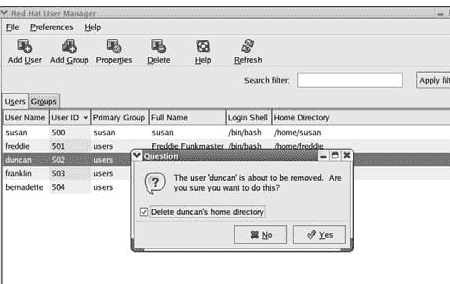 Red Hat User Manager
File Preferences Help
Add User Add Group Properties Delete Help Refresh
Search filter: Apply filt
Users Groups
User Name User ID Primary Group Full Name Login Shell Home Directory
susan 500 susan susan /bin/bash /home/susan
freddie 501 users Freddie Funkmaster /bin/bash /home/freddie
duncan 502 users
franklin 503 users
bernadette 504 users
Question
The user 'duncan' is about to be removed. Are
you sure you want to do this?
Delete duncan's home directory
No Yes